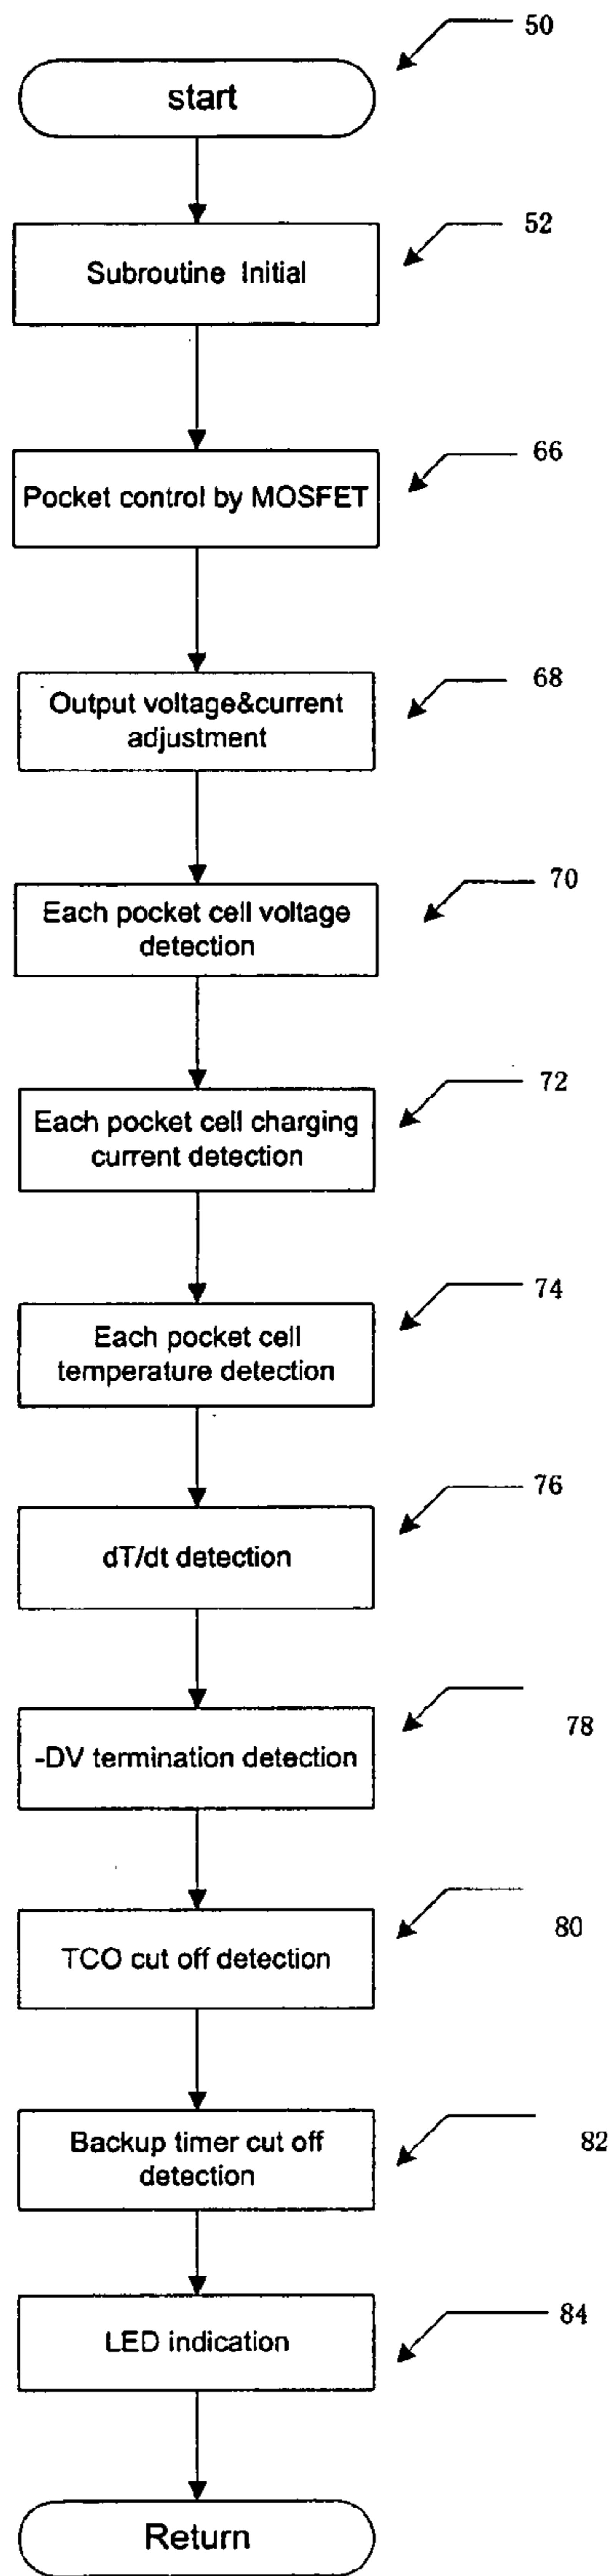 50
start
52
Subroutine Initial
66
Pocket control by MOSFET
68
Output voltage&current
adjustment
70
Each pocket cell voltage
detection
72
Each pocket cell charging
current detection
74
Each pocket cell
temperature detection
76
dT/dt detection
78
-DV termination detection
80
TCO cut off detection
82
Backup timer cut off
detection
84
LED indication
Return